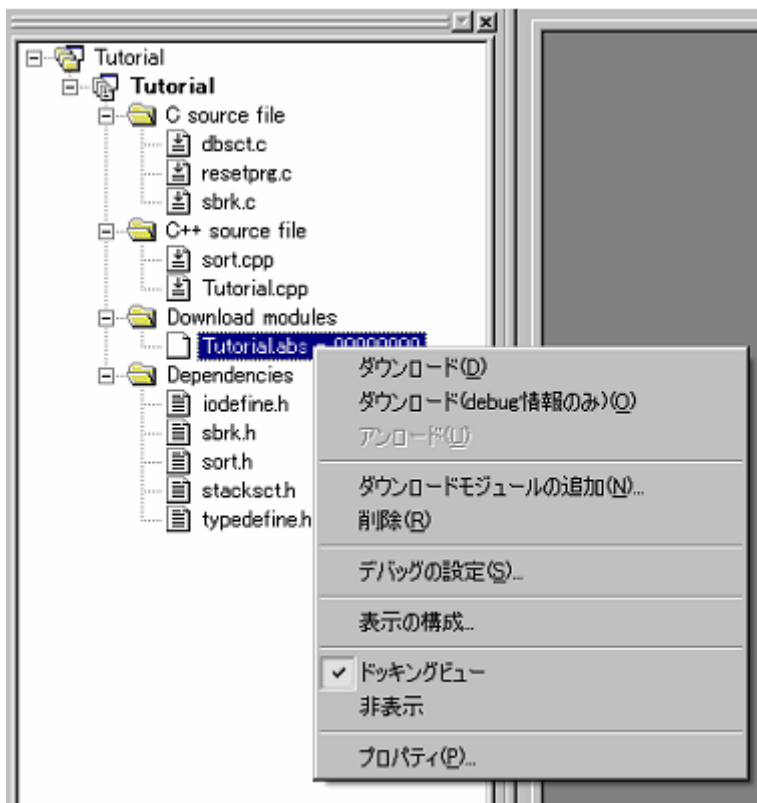 Tutorial
Tutorial
C source file
dbsct.c
resetprg.c
sbrk.c
C++ source file
sort.cpp
Tutorial.cpp
Download modules
Tutorial.abs - 00000000
Dependencies
iodefine.h
sbrk.h
sort.h
stacksct.h
typedefine.h
ダウンロード(D)
ダウンロード(debug情報のみ)(O)
アンロード(U)
ダウンロードモジュールの追加(N)...
削除(R)
デバッグの設定(S)...
表示の構成...
ドッキングビュー
非表示
プロパティ(P)...